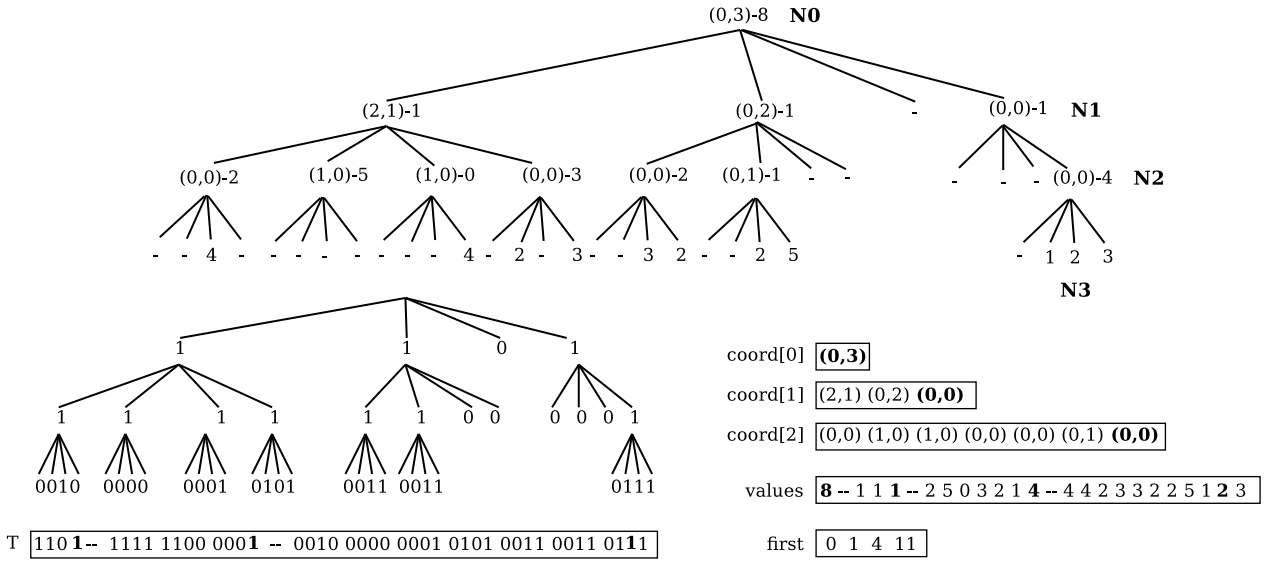 (0,3)-8 N0
(2,1)-1 (0,2)-1 - (0,0)-1 N1
(0,0)-2 (1,0)-5 (1,0)-0 (0,0)-3 (0,0)-2 (0,1)-1 - - - - - (0,0)-4 N2
- - 4 - - - - - - - - 4 - 2 - 3 - - 3 2 - - 2 5 - 1 2 3
N3
1 1 0 1
1 1 1 1 1 1 0 0 0 0 0 1
0010 0000 0001 0101 0011 0011 0111
T 110 1-- 1111 1100 0001 -- 0010 0000 0001 0101 0011 0011 0111
coord[0] (0,3)
coord[1] (2,1) (0,2) (0,0)
coord[2] (0,0) (1,0) (1,0) (0,0) (0,0) (0,1) (0,0)
values 8 -- 1 1 1 -- 2 5 0 3 2 1 4 -- 4 4 2 3 3 2 2 5 1 2 3
first 0 1 4 11